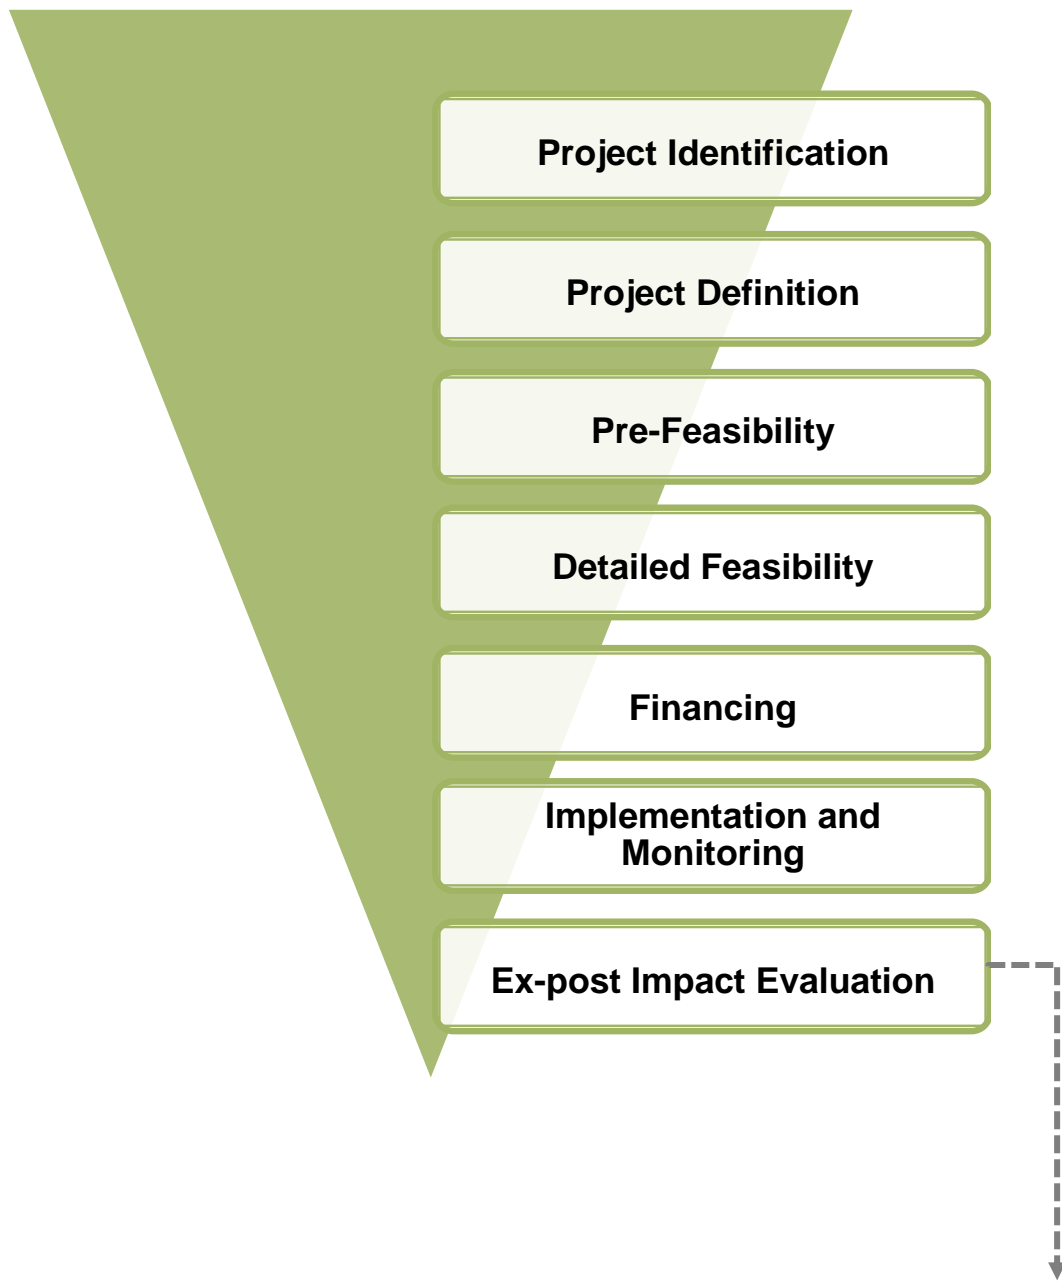 Project Identification
Project Definition
Pre-Feasibility
Detailed Feasibility
Financing
Implementation and
Monitoring
Ex-post Impact Evaluation